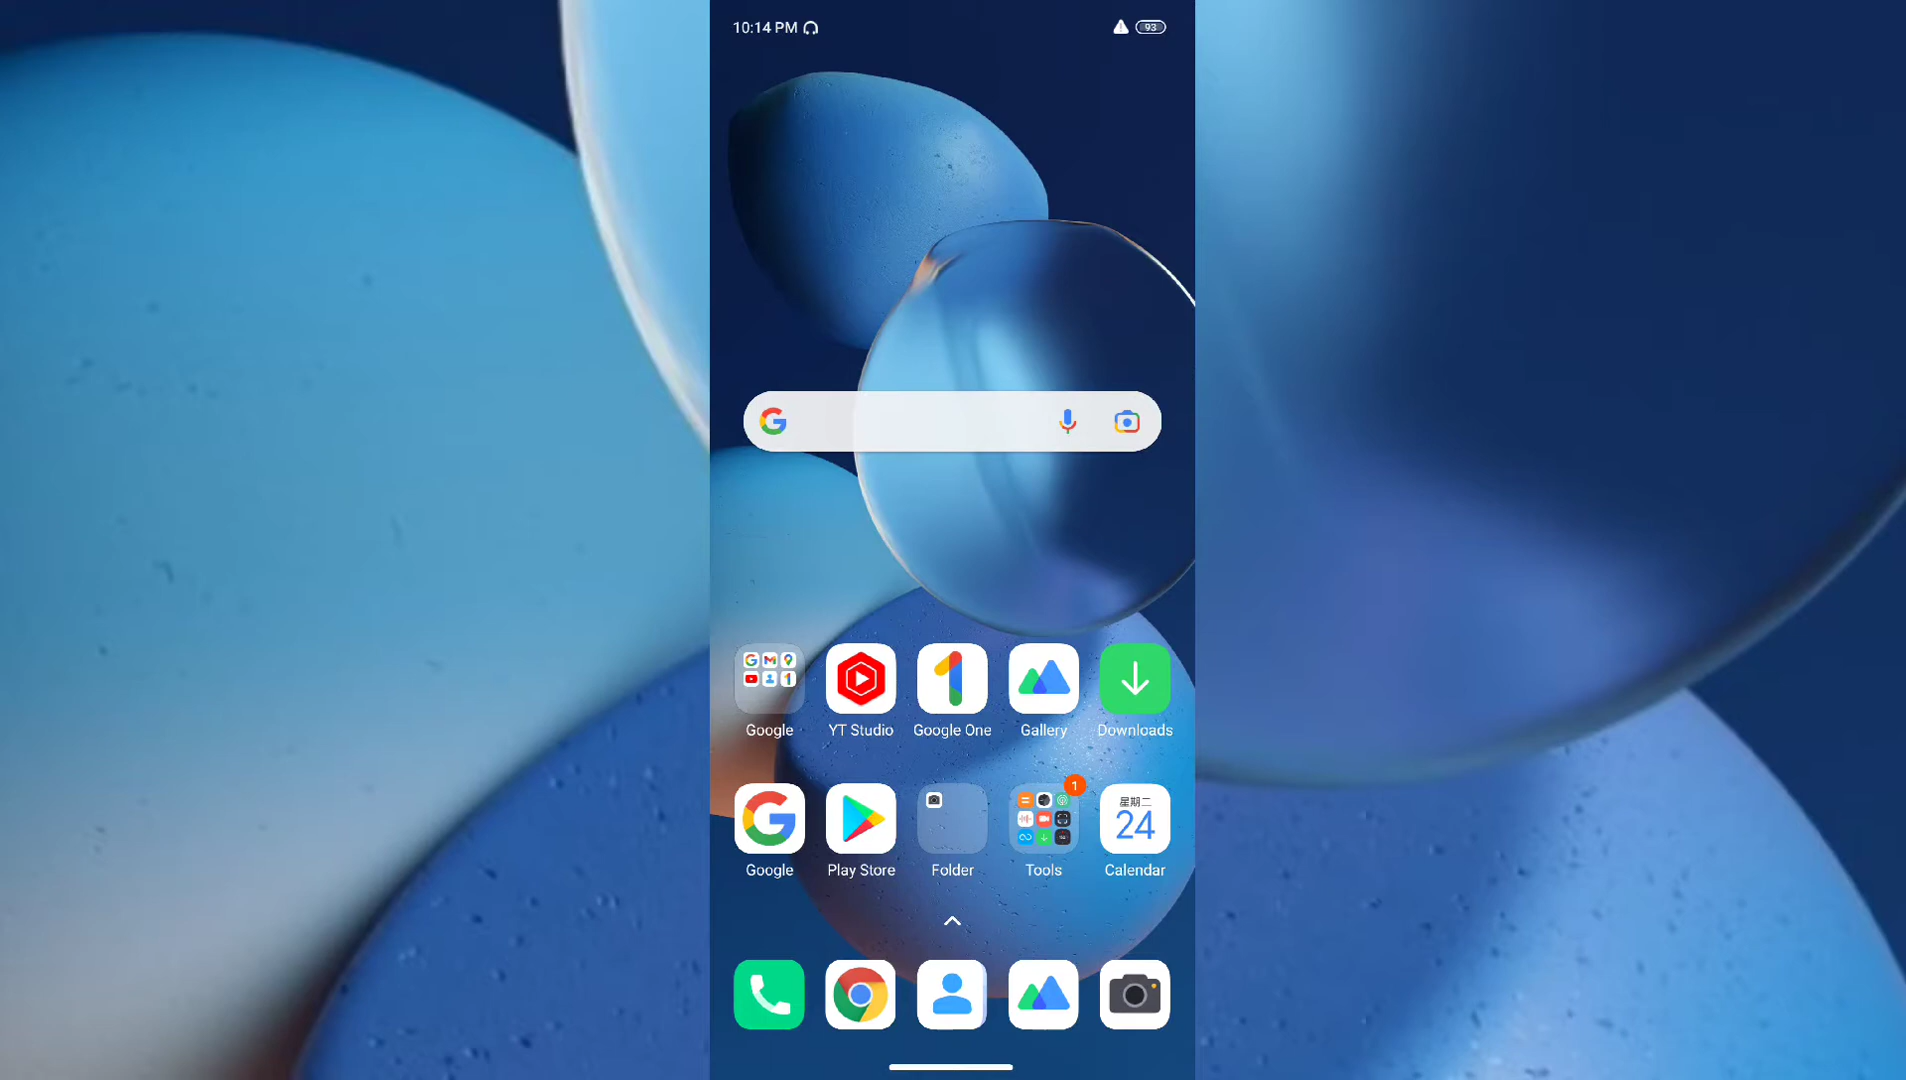 10:14 PM
93
Google
YT Studio
Google One
Gallery
Downloads
1
星期二
24
Google
Play Store
Folder
Tools
Calendar